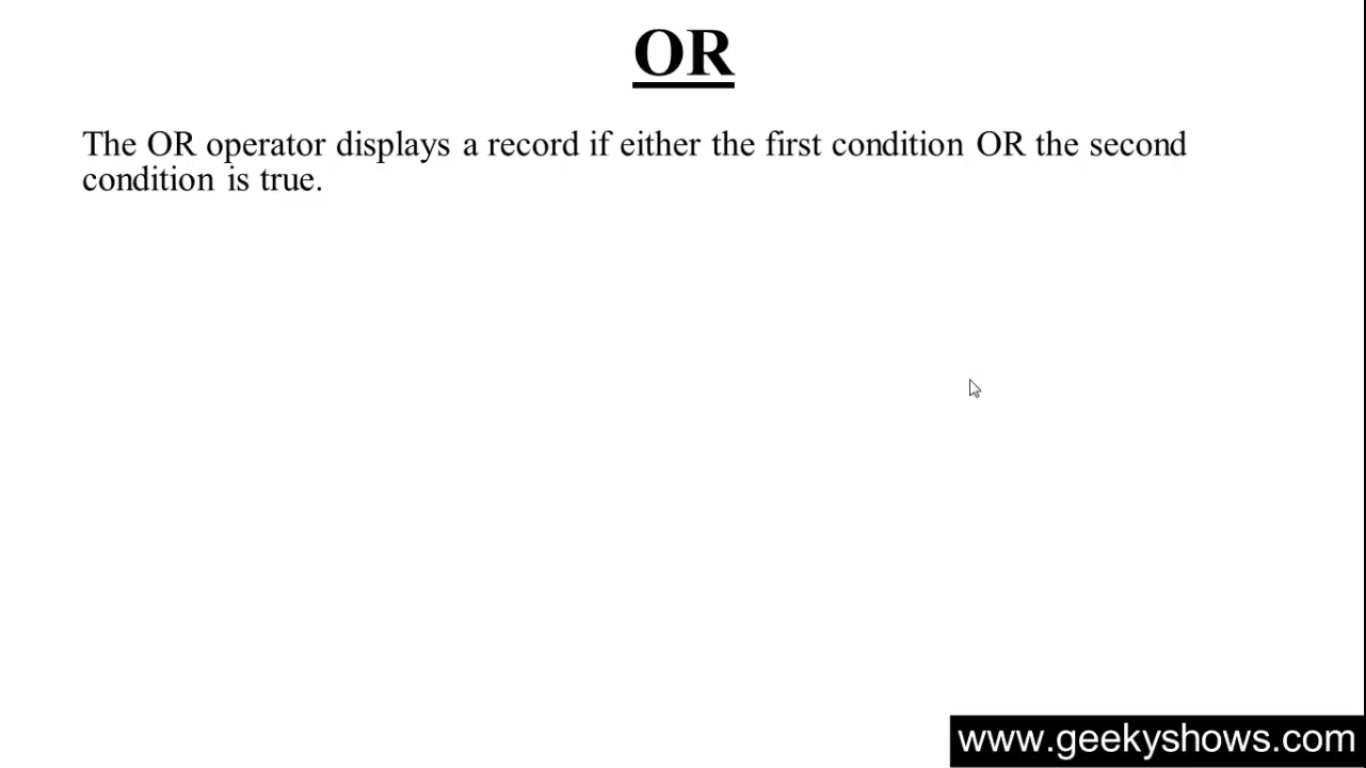 OR
The OR operator displays a record if either the first condition OR the second
condition is true.
www.geekyshows.com